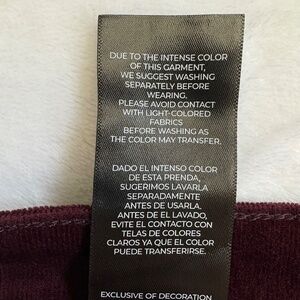 DUE TO THE INTENSE COLOR
OF THIS GARMENT,
WE SUGGEST WASHING
SEPARATELY BEFORE
WEARING.
PLEASE AVOID CONTACT
WITH LIGHT-COLORED
FABRICS
BEFORE WASHING AS
THE COLOR MAY TRANSFER.
DADO EL INTENSO COLOR
DE ESTA PRENDA,
SUGERIMOS LAVARLA
SEPARADAMENTE
ANTES DE USARLA.
ANTES DE EL LAVADO,
EVITE EL CONTACTO CON
TELAS DE COLORES
CLAROS YA QUE EL COLOR
PUEDE TRANSFERIRSE.
EXCLUSIVE OF DECORATION